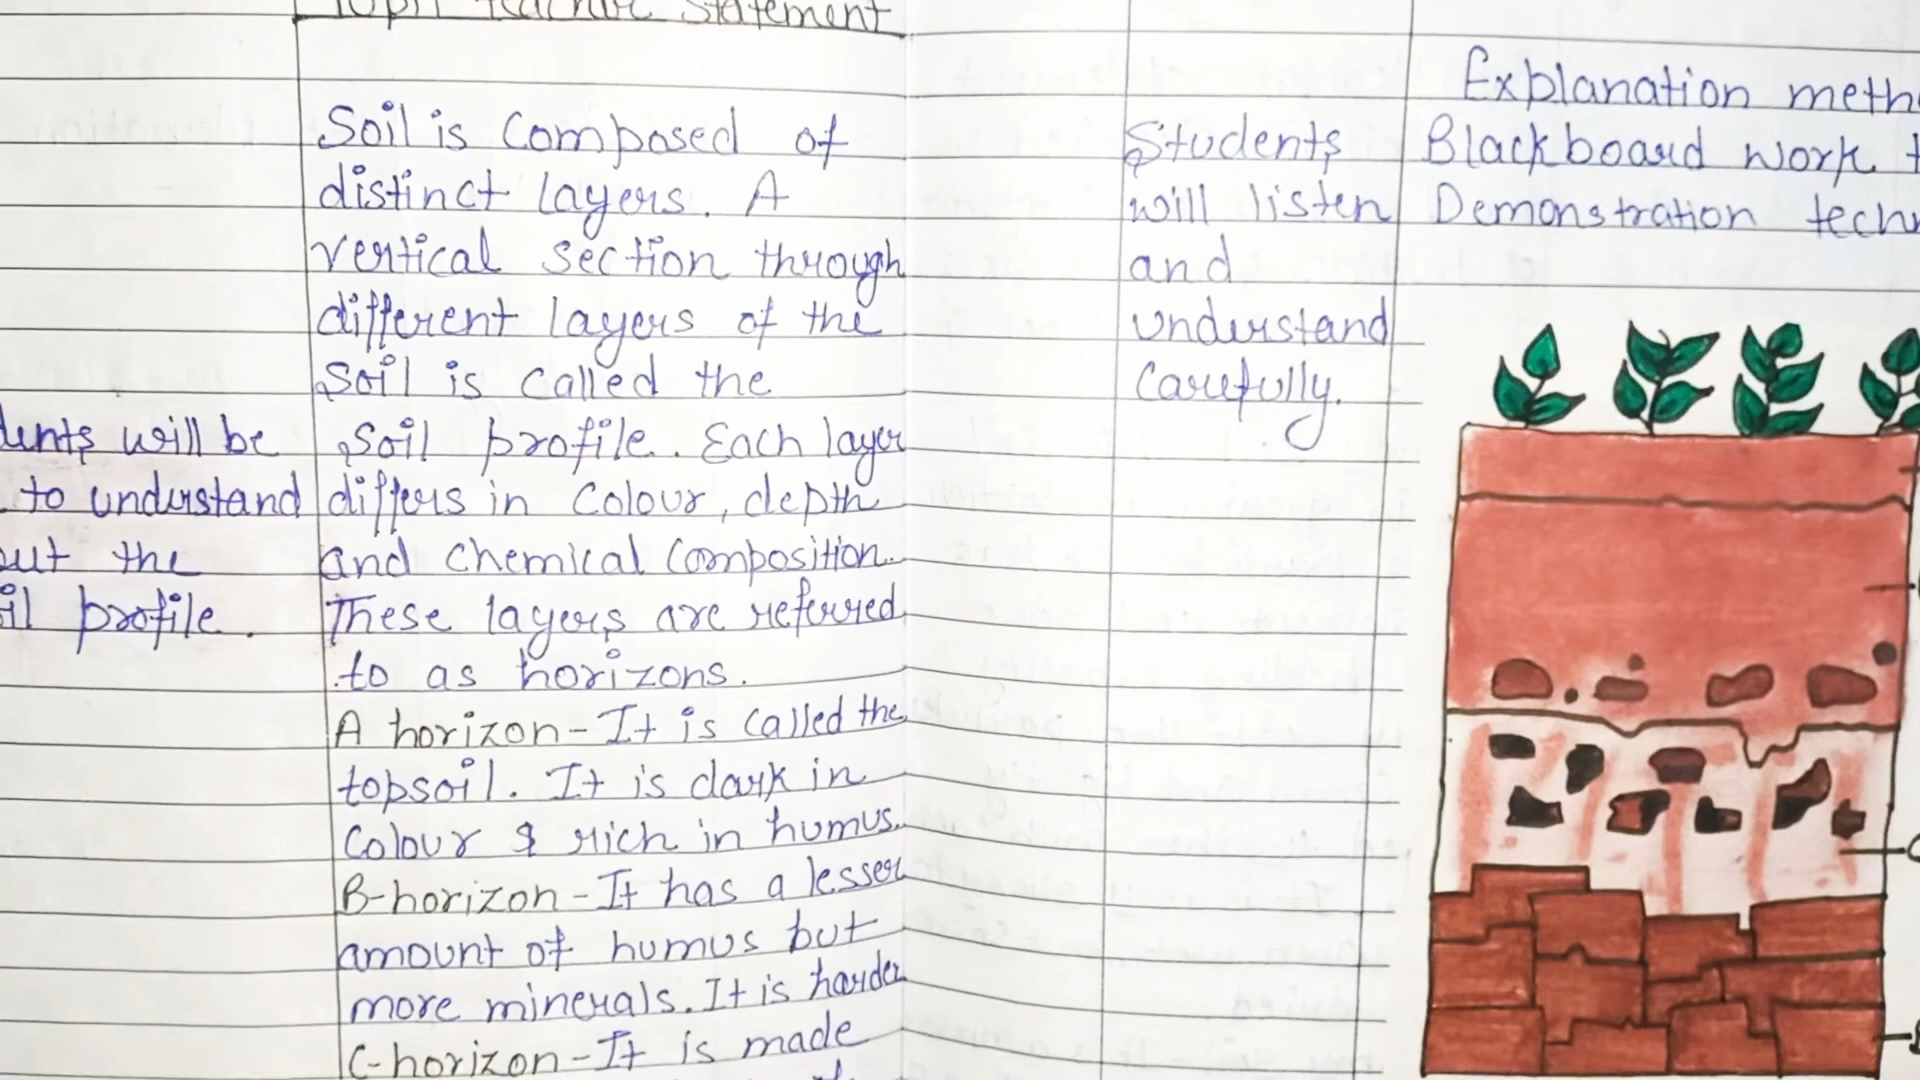 statement
Soil is composed of
distinct layers. A
vertical section through
different layers of the
Soil is called the
Soil profile. Each layer
differs in Colour, depth
and Chemical Composition.
These layers are referred
to as horizons.
A horizon - It is called the
topsoil. It is dark in
Colour & rich in humus.
B-horizon - It has a lesser
amount of humus but
more minerals. It is harder
C-horizon - It is made
will be
to understand
the
profile.
Students
will listen
and
understand
Carefully.
Explanation
Blackboard work
Demonstration
C